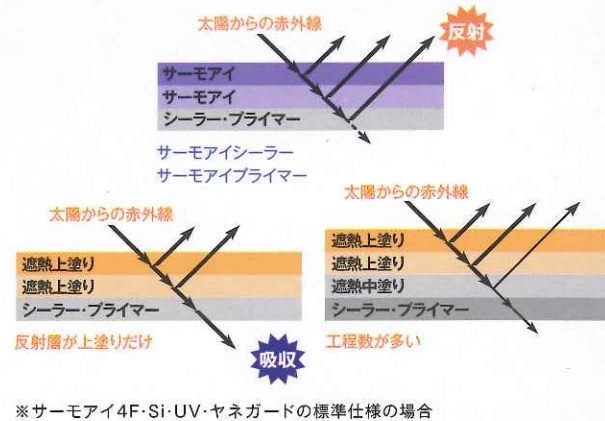 太陽からの赤外線
反射
サーモアイ
サーモアイ
シーラー・プライマー
サーモアイシーラー
サーモアイプライマー
太陽からの赤外線
遮熱上塗り
遮熱上塗り
シーラー・プライマー
反射層が上塗りだけ
吸収
太陽からの赤外線
遮熱上塗り
遮熱上塗り
遮熱中塗り
シーラー・プライマー
工程数が多い
※サーモアイ4F・Si・UV・ヤネガードの標準仕様の場合